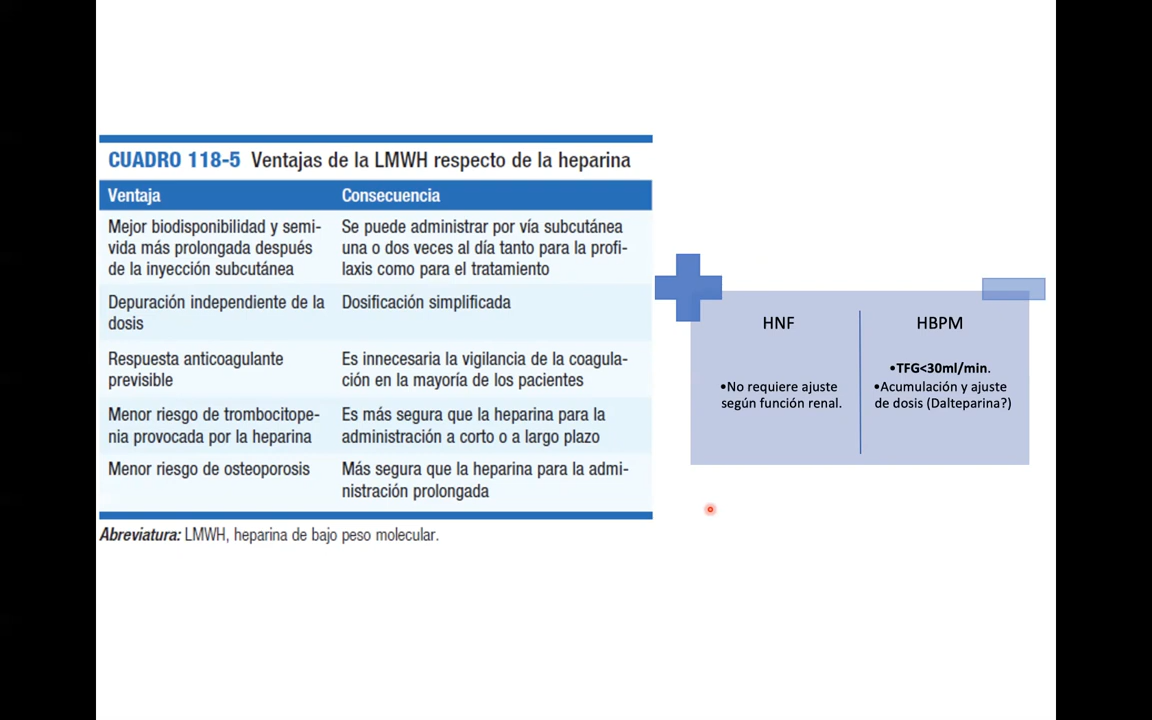 CUADRO 118-5 Ventajas de la LMWH respecto de la heparina
Ventaja
Consecuencia
Mejor biodisponibilidad y semi-
vida más prolongada después
de la inyección subcutánea
Se puede administrar por vía subcutánea
una o dos veces al día tanto para la profi-
laxis como para el tratamiento
Depuración independiente de la
dosis
Dosificación simplificada
Respuesta anticoagulante
previsible
Es innecesaria la vigilancia de la coagula-
ción en la mayoría de los pacientes
Menor riesgo de trombocitope-
nia provocada por la heparina
Es más segura que la heparina para la
administración a corto o a largo plazo
Menor riesgo de osteoporosis
Más segura que la heparina para la admi-
nistración prolongada
Abreviatura: LMWH, heparina de bajo peso molecular.
HNF
•No requiere ajuste
según función renal.
HBPM
•TFG<30ml/min.
•Acumulación y ajuste
de dosis (Dalteparina?)